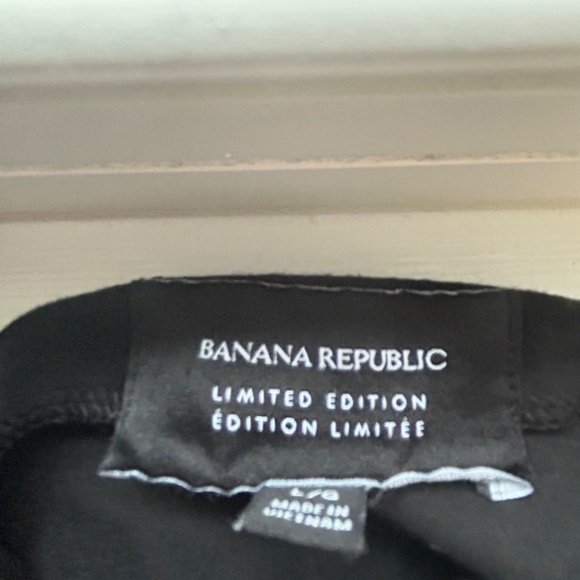 BANANA REPUBLIC
LIMITED EDITION
ÉDITION LIMITÉE
L/G
MADE IN
VIETNAM